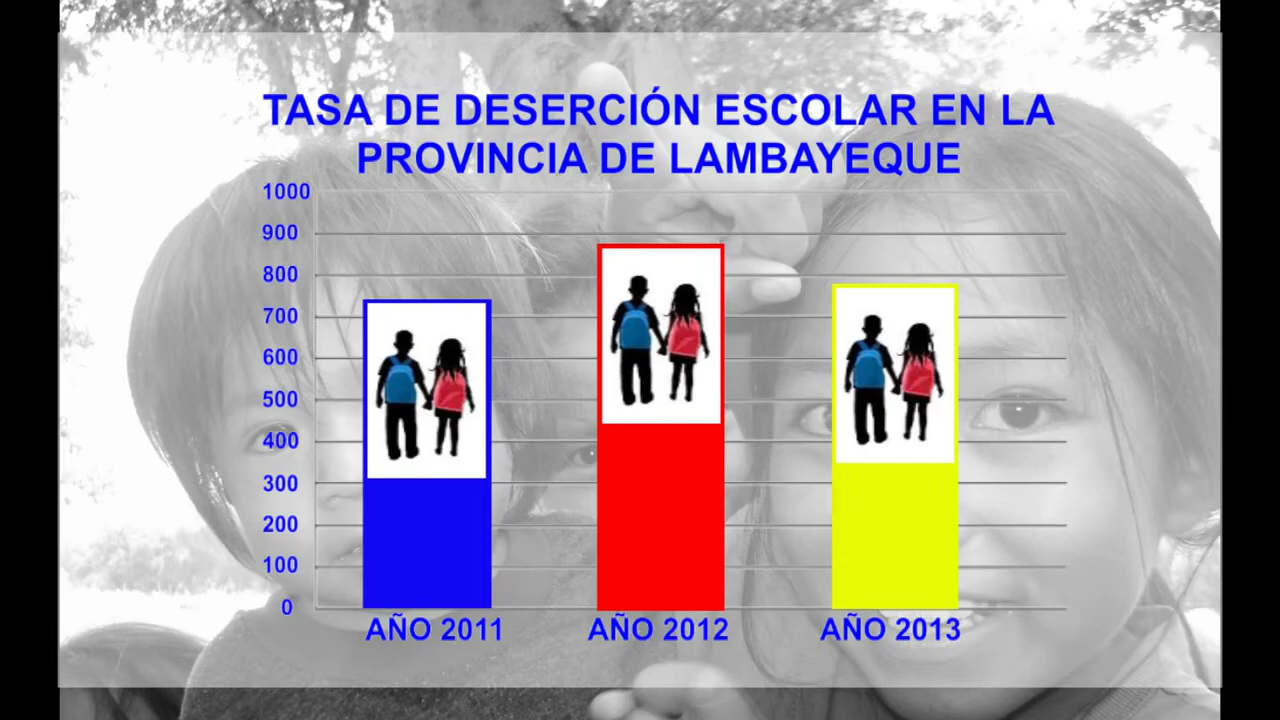 TASA DE DESERCIÓN ESCOLAR EN LA
PROVINCIA DE LAMBAYEQUE
1000
900
800
700
600
500
400
300
200
100
0
AÑO 2011
AÑO 2012
AÑO 2013